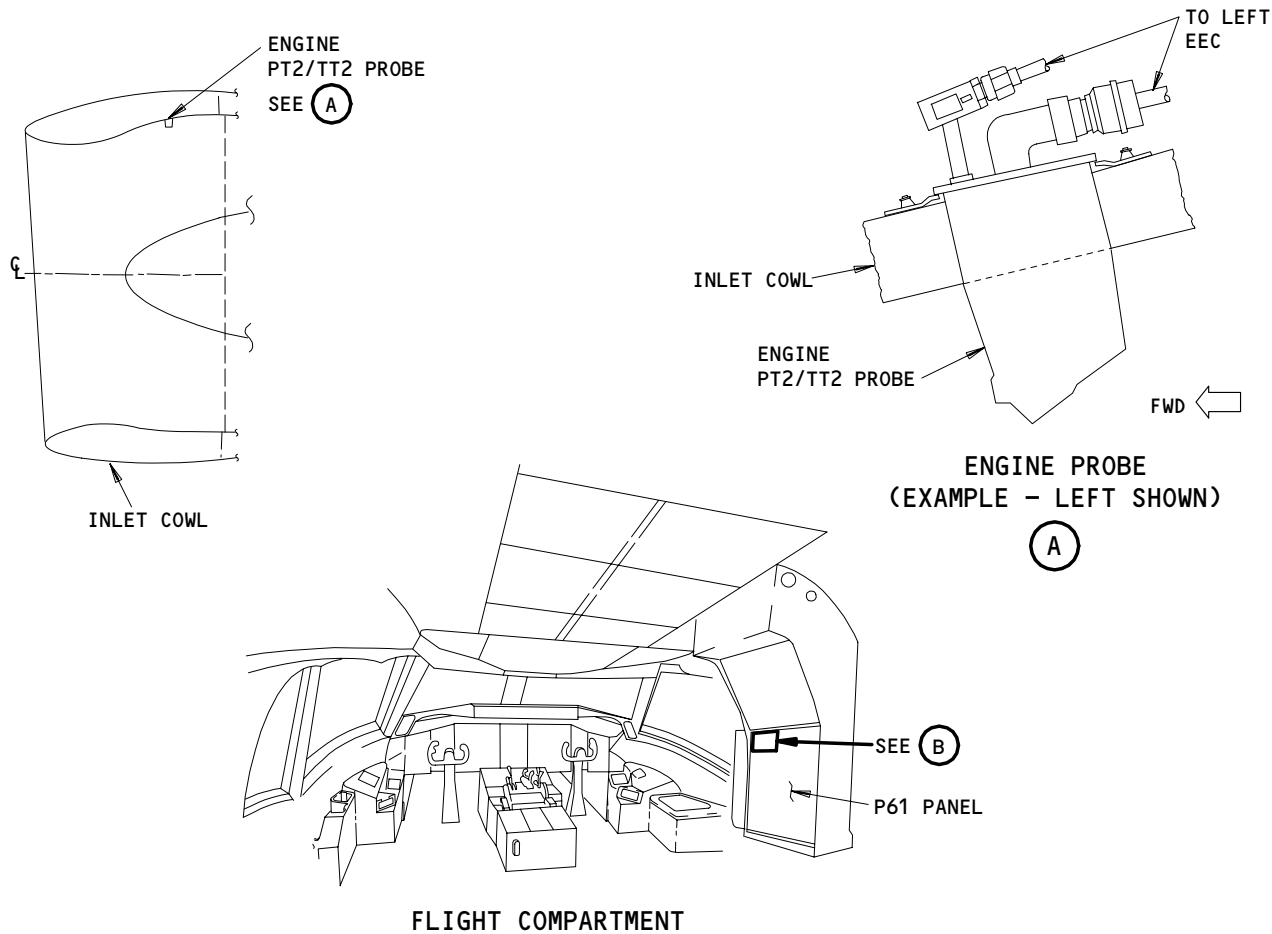 ENGINE
PT2/TT2 PROBE
SEE A
℄
INLET COWL
TO LEFT
EEC
INLET COWL
ENGINE
PT2/TT2 PROBE
FWD
ENGINE PROBE
(EXAMPLE – LEFT SHOWN)
A
SEE B
P61 PANEL
FLIGHT COMPARTMENT